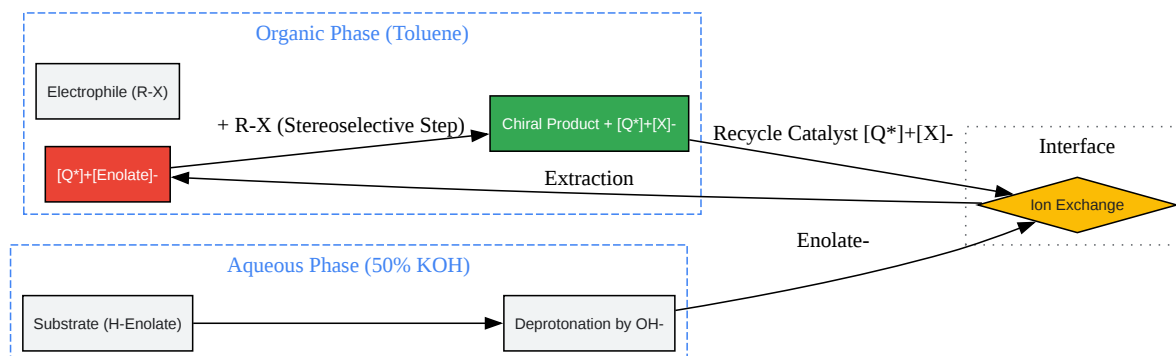 Organic Phase (Toluene)
Electrophile (R-X)
[Q*]+[Enolate]-
+ R-X (Stereoselective Step)
Chiral Product + [Q*]+[X]-
Recycle Catalyst [Q*]+[X]-
Extraction
Interface
Ion Exchange
Enolate-
Aqueous Phase (50% KOH)
Substrate (H-Enolate)
Deprotonation by OH-